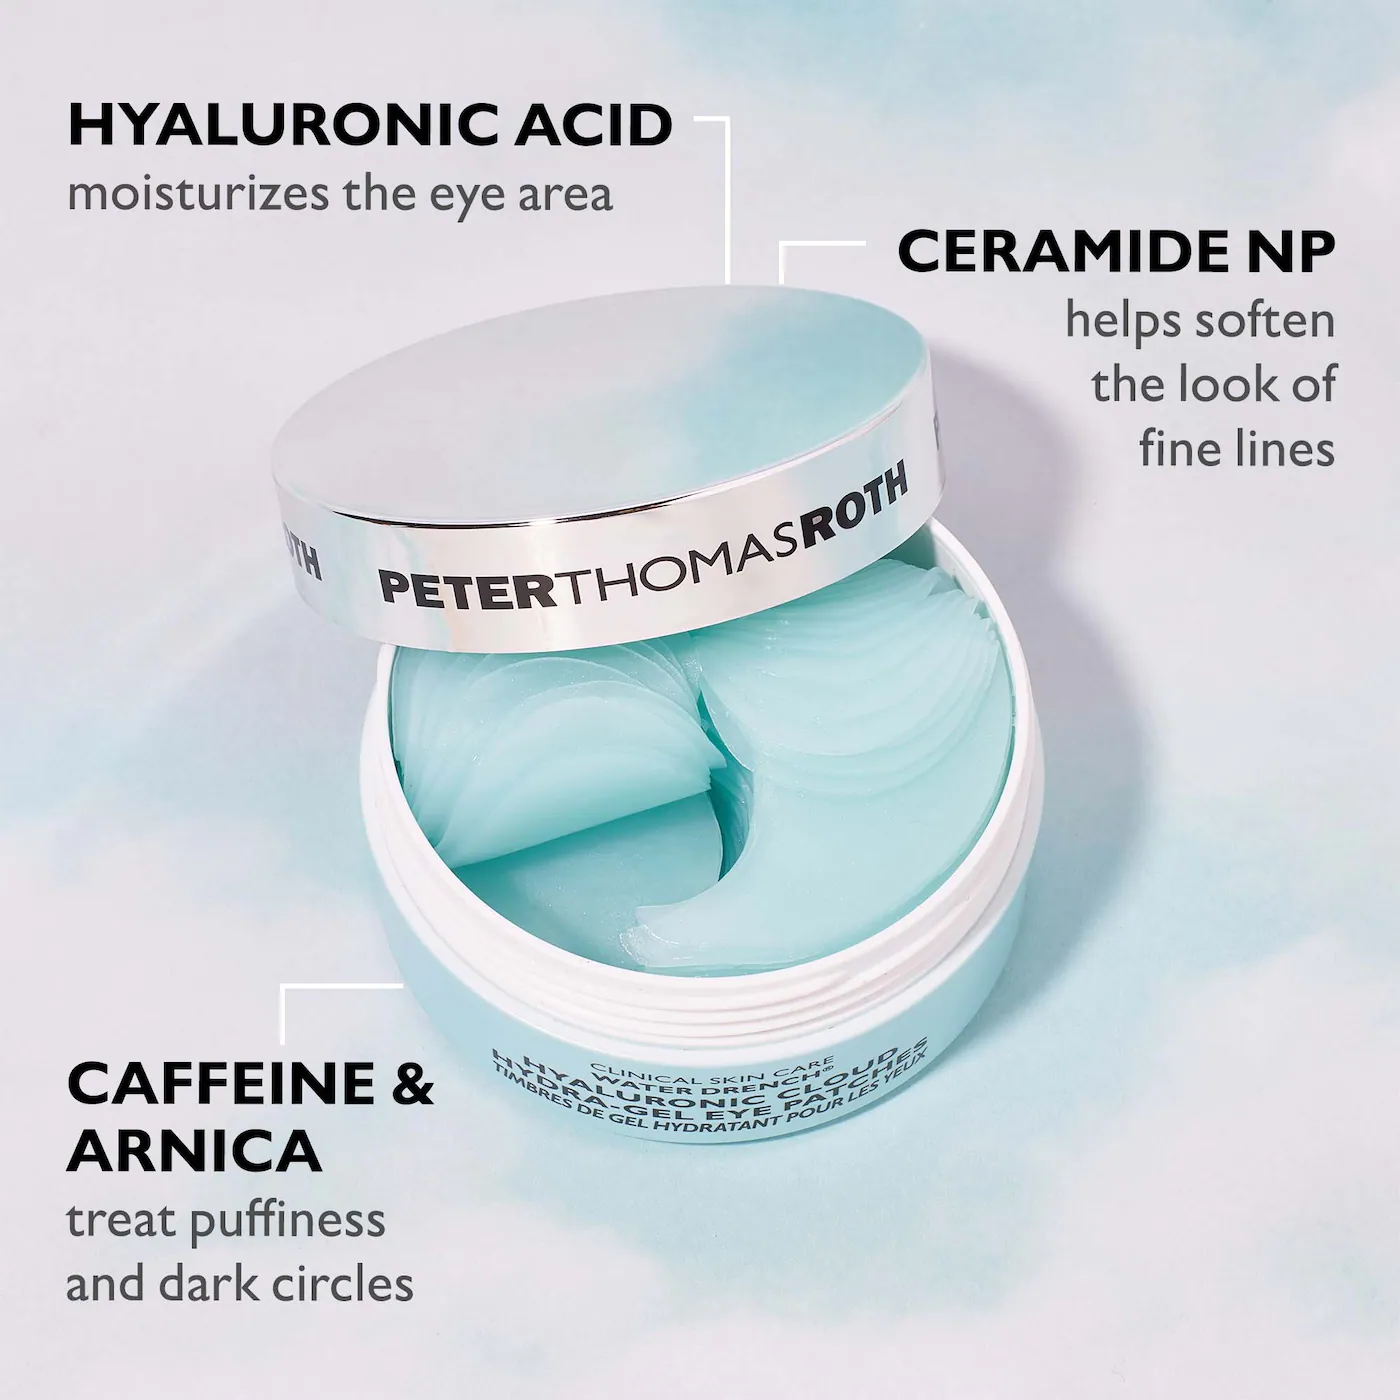 HYALURONIC ACID
moisturizes the eye area
CERAMIDE NP
helps soften
the look of
fine lines
OTH
PETERTHOMASROTH
CLINICAL SKIN CARE
WATER DRENCH®
HYALURONIC CLOUD
HYDRA-GEL EYE PATCHES
TIMBRES DE GEL HYDRATANT POUR LES YEUX
CAFFEINE &
ARNICA
treat puffiness
and dark circles